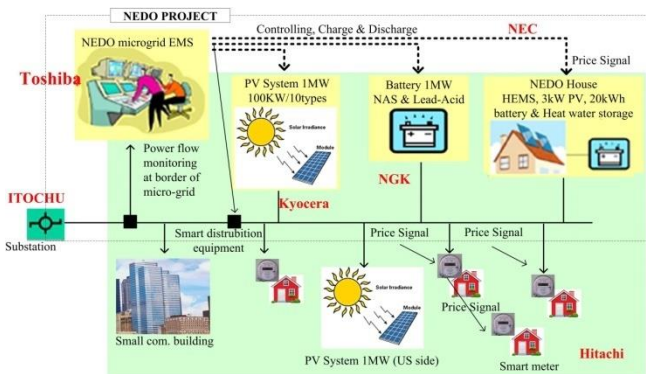 NEDO PROJECT
NEDO microgrid EMS
Controlling, Charge & Discharge
NEC
Price Signal
Toshiba
PV System 1MW
100KW/10types
Solar Irradiance
Module
Battery 1MW
NAS & Lead-Acid
NEDO House
HEMS, 3kW PV, 20kWh
battery & Heat water storage
Power flow
monitoring
at border of
micro-grid
Kyocera
NGK
ITOCHU
Substation
Smart distrubition
equipment
Price Signal
Price Signal
Solar Irradiance
Module
Price Signal
Small com. building
PV System 1MW (US side)
Smart meter
Hitachi